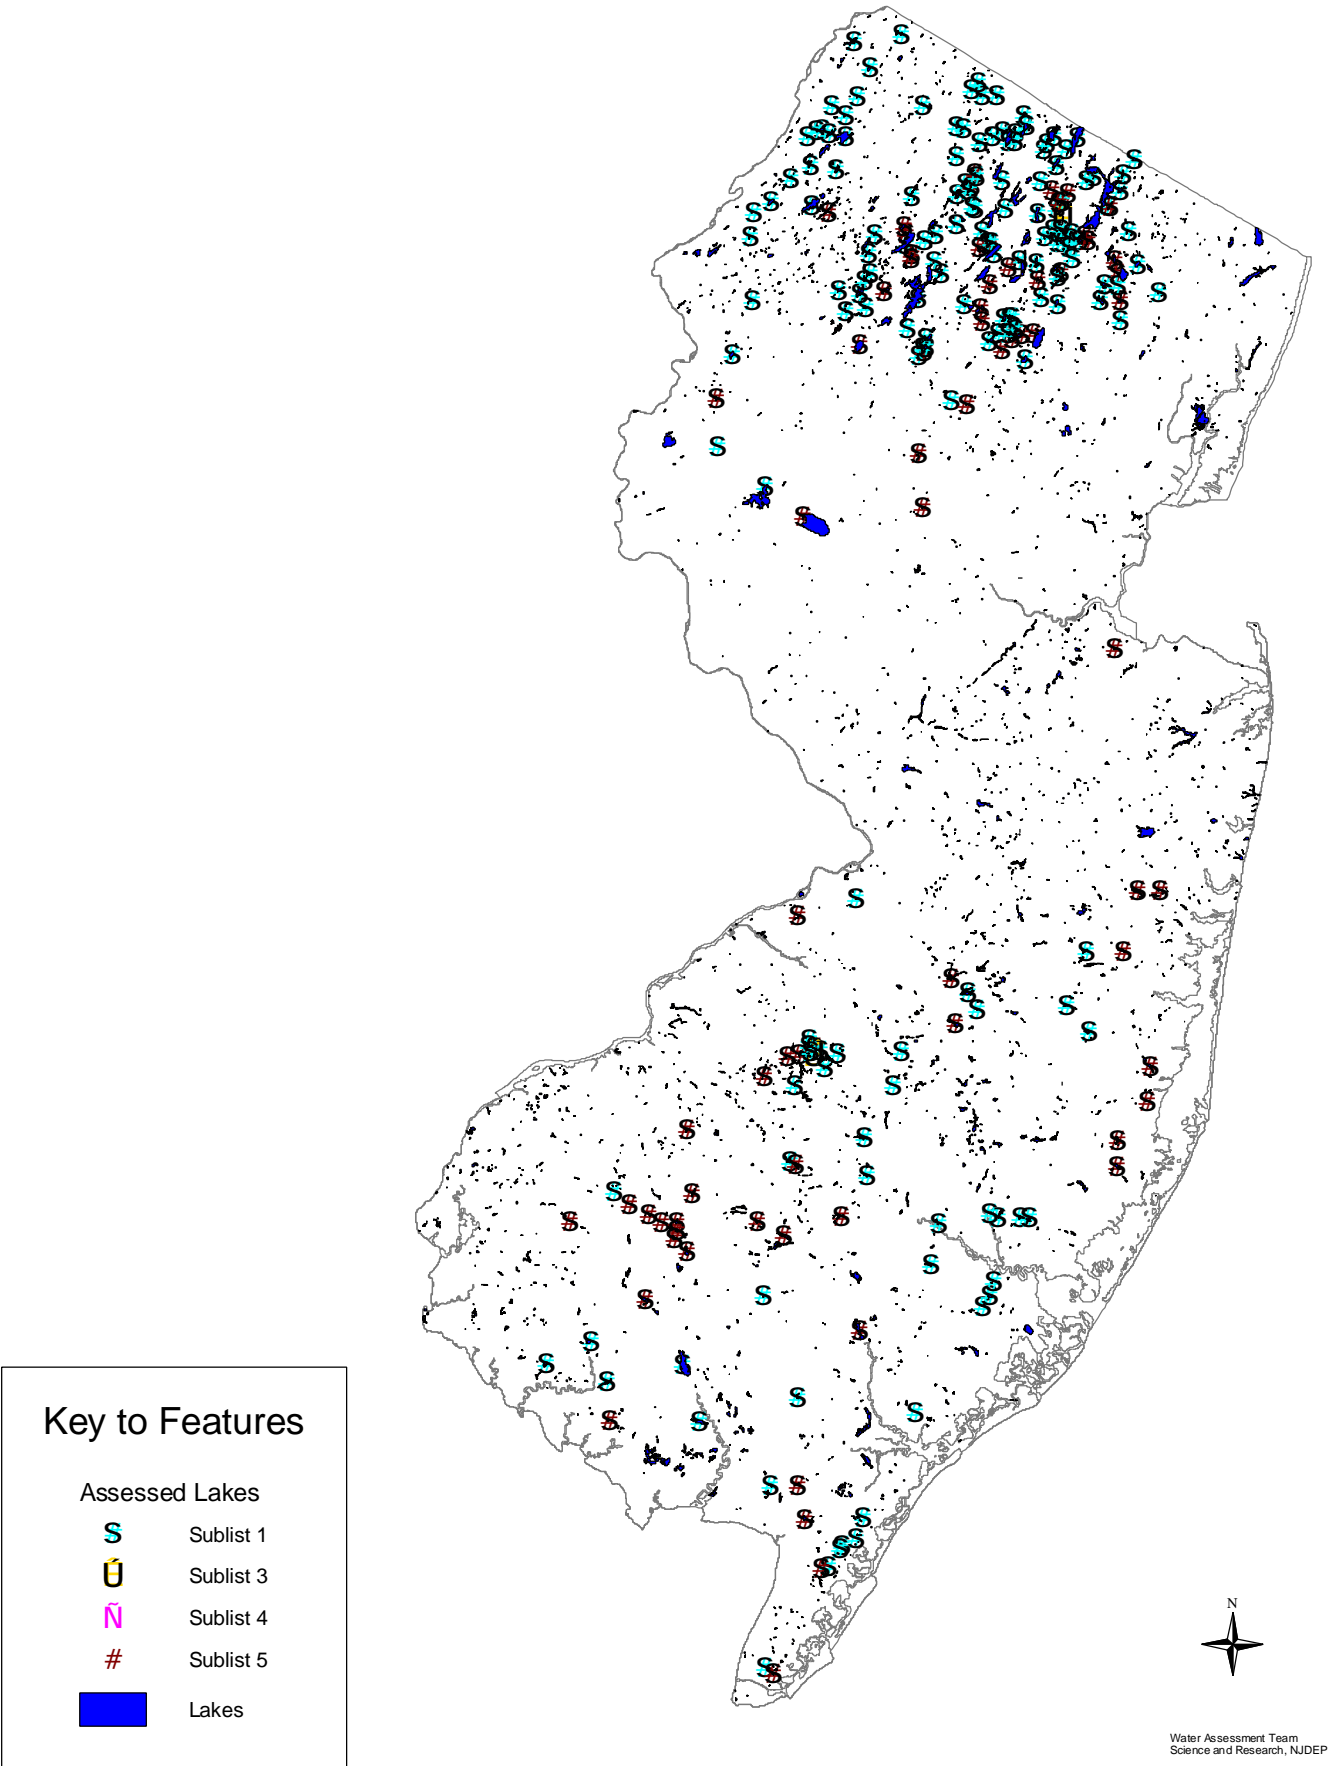 Key to Features
Assessed Lakes
S Sublist 1
Ú Sublist 3
Ñ Sublist 4
# Sublist 5
Lakes
N
Water Assessment Team
Science and Research, NJDEP